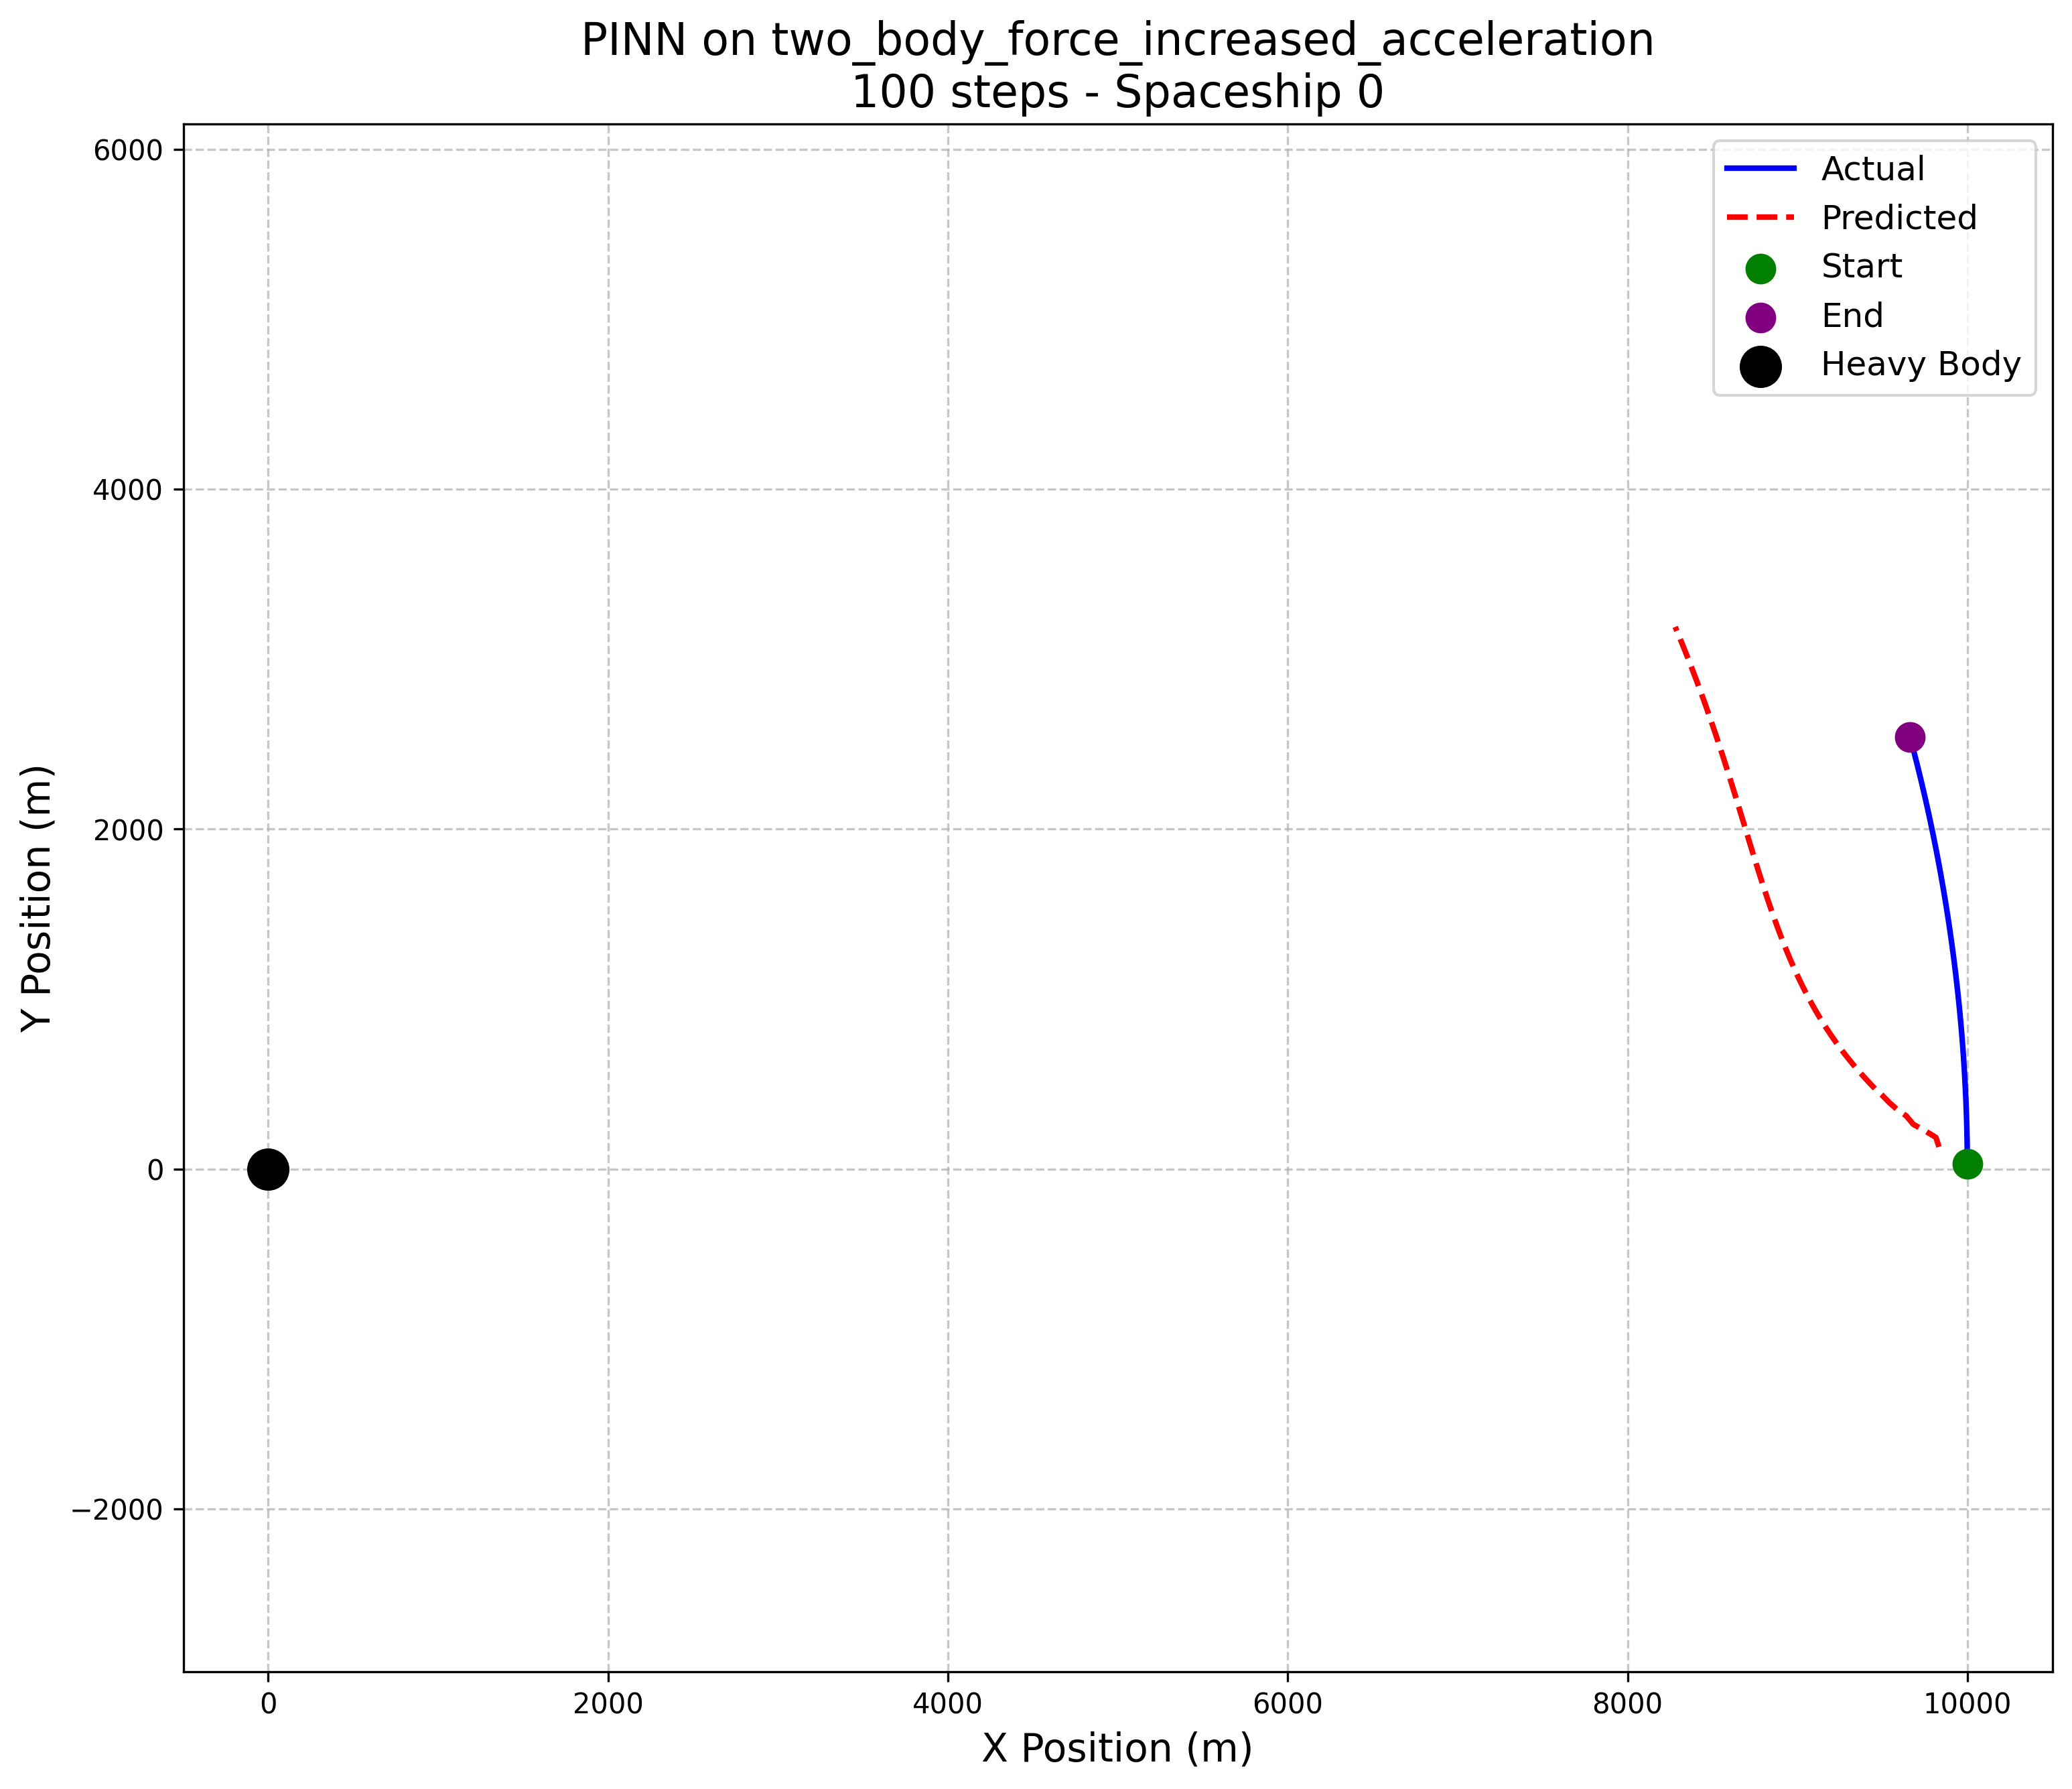 PINN on two_body_force_increased_acceleration
100 steps - Spaceship 0
Actual
Predicted
Start
End
Heavy Body
Y Position (m)
6000
4000
2000
0
−2000
0
2000
4000
6000
8000
10000
X Position (m)